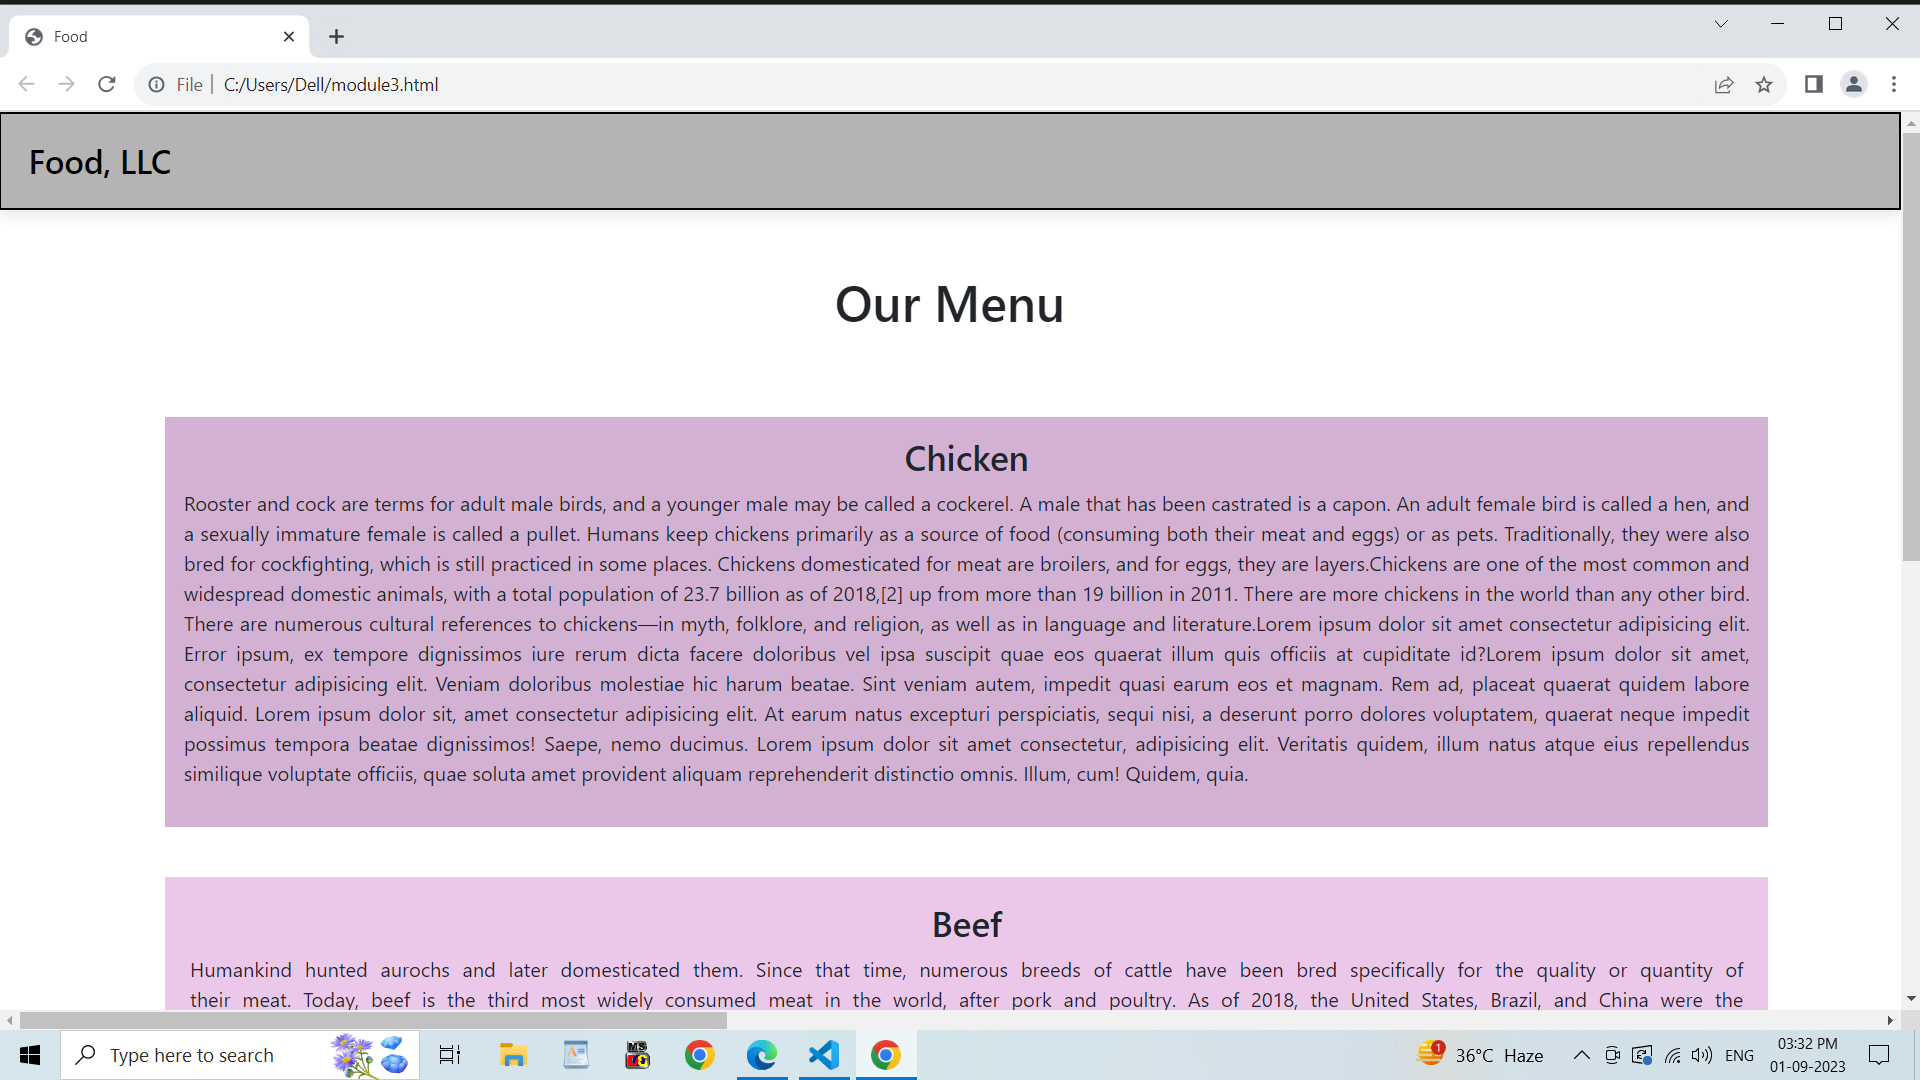 Food
File
C:/Users/Dell/module3.html
Food, LLC
Our Menu
Chicken
Rooster and cock are terms for adult male birds, and a younger male may be called a cockerel. A male that has been castrated is a capon. An adult female bird is called a hen, and
a sexually immature female is called a pullet. Humans keep chickens primarily as a source of food (consuming both their meat and eggs) or as pets. Traditionally, they were also
bred for cockfighting, which is still practiced in some places. Chickens domesticated for meat are broilers, and for eggs, they are layers.Chickens are one of the most common and
widespread domestic animals, with a total population of 23.7 billion as of 2018,[2] up from more than 19 billion in 2011. There are more chickens in the world than any other bird.
There are numerous cultural references to chickens—in myth, folklore, and religion, as well as in language and literature.Lorem ipsum dolor sit amet consectetur adipisicing elit.
Error ipsum, ex tempore dignissimos iure rerum dicta facere doloribus vel ipsa suscipit quae eos quaerat illum quis officiis at cupiditate id?Lorem ipsum dolor sit amet,
consectetur adipisicing elit. Veniam doloribus molestiae hic harum beatae. Sint veniam autem, impedit quasi earum eos et magnam. Rem ad, placeat quaerat quidem labore
aliquid. Lorem ipsum dolor sit, amet consectetur adipisicing elit. At earum natus excepturi perspiciatis, sequi nisi, a deserunt porro dolores voluptatem, quaerat neque impedit
possimus tempora beatae dignissimos! Saepe, nemo ducimus. Lorem ipsum dolor sit amet consectetur, adipisicing elit. Veritatis quidem, illum natus atque eius repellendus
similique voluptate officiis, quae soluta amet provident aliquam reprehenderit distinctio omnis. Illum, cum! Quidem, quia.
Beef
Humankind hunted aurochs and later domesticated them. Since that time, numerous breeds of cattle have been bred specifically for the quality or quantity of
their meat. Today, beef is the third most widely consumed meat in the world, after pork and poultry. As of 2018, the United States, Brazil, and China were the
Type here to search
MS
1
36°C Haze
ENG
03:32 PM
01-09-2023